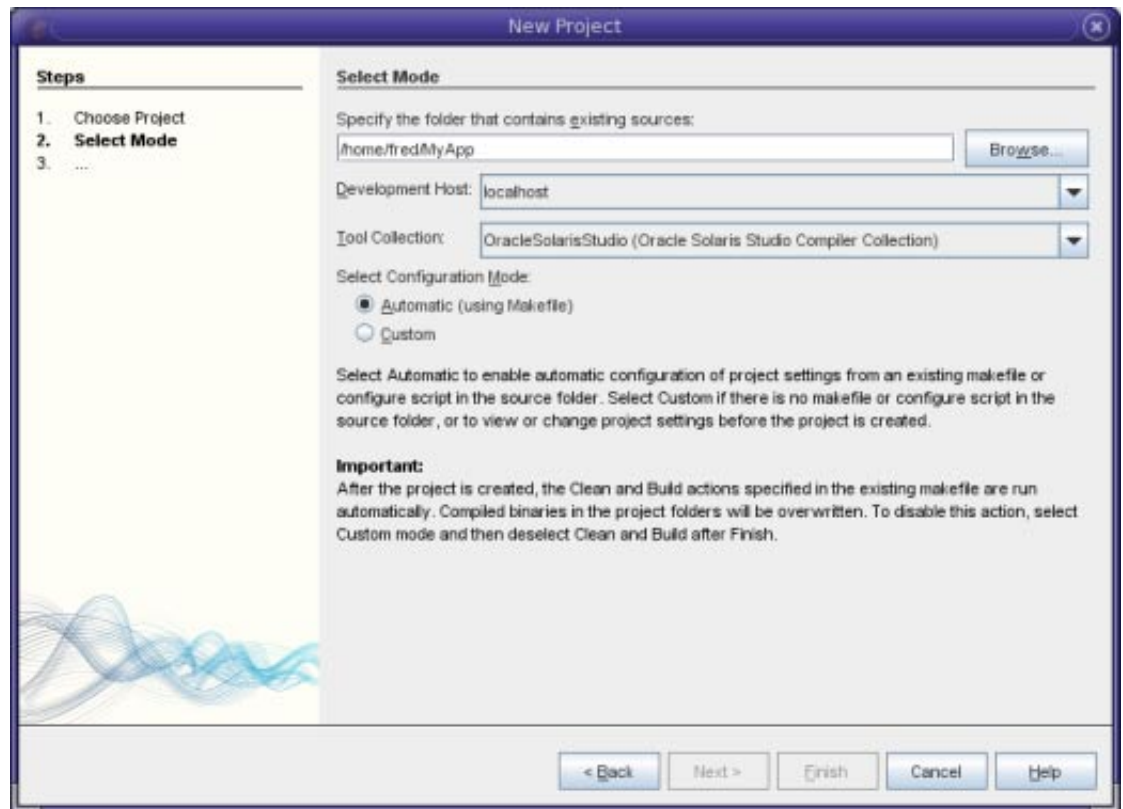 New Project
Steps
1. Choose Project
2. Select Mode
3. ...
Select Mode
Specify the folder that contains existing sources:
/home/fred/MyApp
Browse...
Development Host:
localhost
Tool Collection:
OracleSolarisStudio (Oracle Solaris Studio Compiler Collection)
Select Configuration Mode:
Automatic (using Makefile)
Custom
Select Automatic to enable automatic configuration of project settings from an existing makefile or
configure script in the source folder. Select Custom if there is no makefile or configure script in the
source folder, or to view or change project settings before the project is created.
Important:
After the project is created, the Clean and Build actions specified in the existing makefile are run
automatically. Compiled binaries in the project folders will be overwritten. To disable this action, select
Custom mode and then deselect Clean and Build after Finish.
< Back
Next >
Finish
Cancel
Help